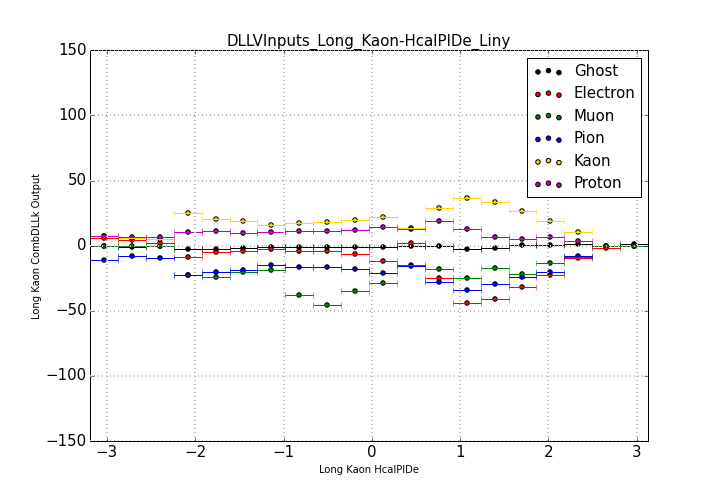 DLLVInputs_Long_Kaon-HcalPIDe_Liny
150
100
50
0
−50
−100
−150
Long Kaon CombDLLk Output
Ghost
Electron
Muon
Pion
Kaon
Proton
−3 −2 −1 0 1 2 3
Long Kaon HcalPIDe